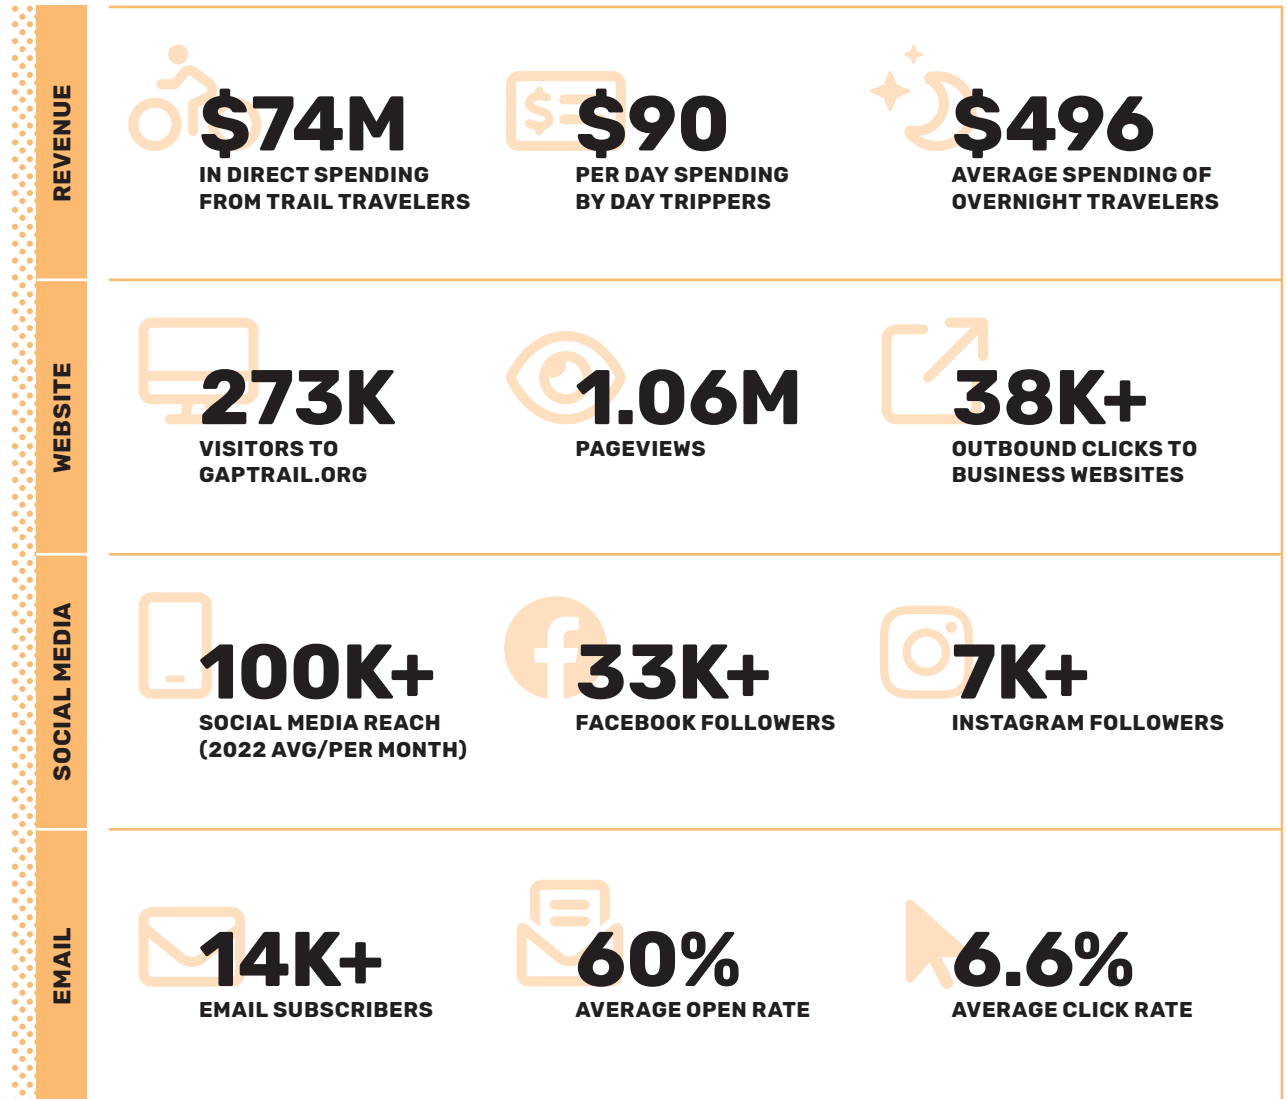 REVENUE
$74M
IN DIRECT SPENDING
FROM TRAIL TRAVELERS
$90
PER DAY SPENDING
BY DAY TRIPPERS
$496
AVERAGE SPENDING OF
OVERNIGHT TRAVELERS
WEBSITE
273K
VISITORS TO
GAPTRAIL.ORG
1.06M
PAGEVIEWS
38K+
OUTBOUND CLICKS TO
BUSINESS WEBSITES
SOCIAL MEDIA
100K+
SOCIAL MEDIA REACH
(2022 AVG/PER MONTH)
33K+
FACEBOOK FOLLOWERS
7K+
INSTAGRAM FOLLOWERS
EMAIL
14K+
EMAIL SUBSCRIBERS
60%
AVERAGE OPEN RATE
6.6%
AVERAGE CLICK RATE